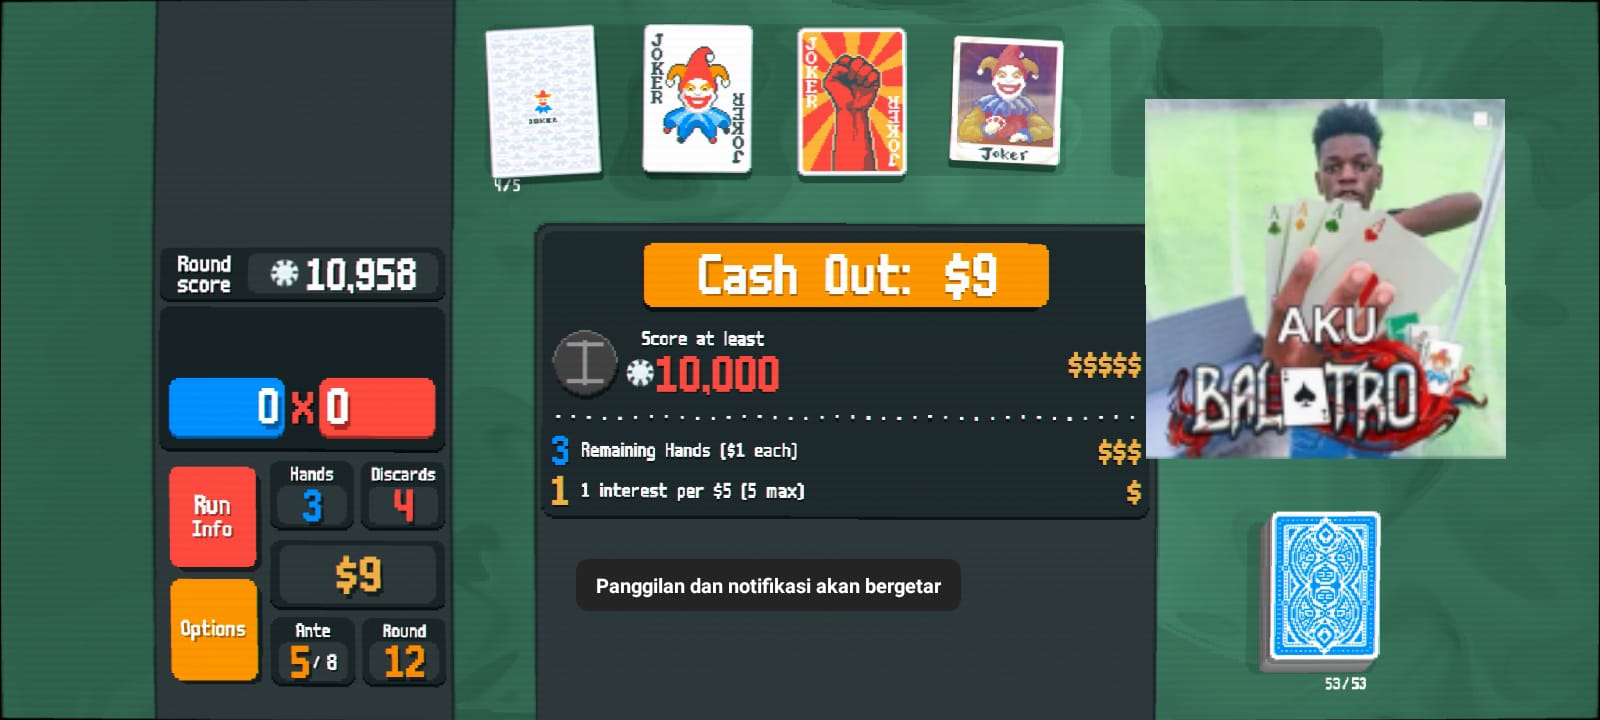 JOKER
JOKER
JOKER
JOKER
JOKER
Joker
4/5
Round
score
10,958
Cash Out: $9
Score at least
10,000
$$$$$
0 X 0
3 Remaining Hands [$1 each] $$$
1 1 interest per $5 [5 max] $
Run
Info
Hands
3
Discards
4
$9
Options
Ante
5/8
Round
12
Panggilan dan notifikasi akan bergetar
A
A
A
A
AKU
BALATRO
53/53